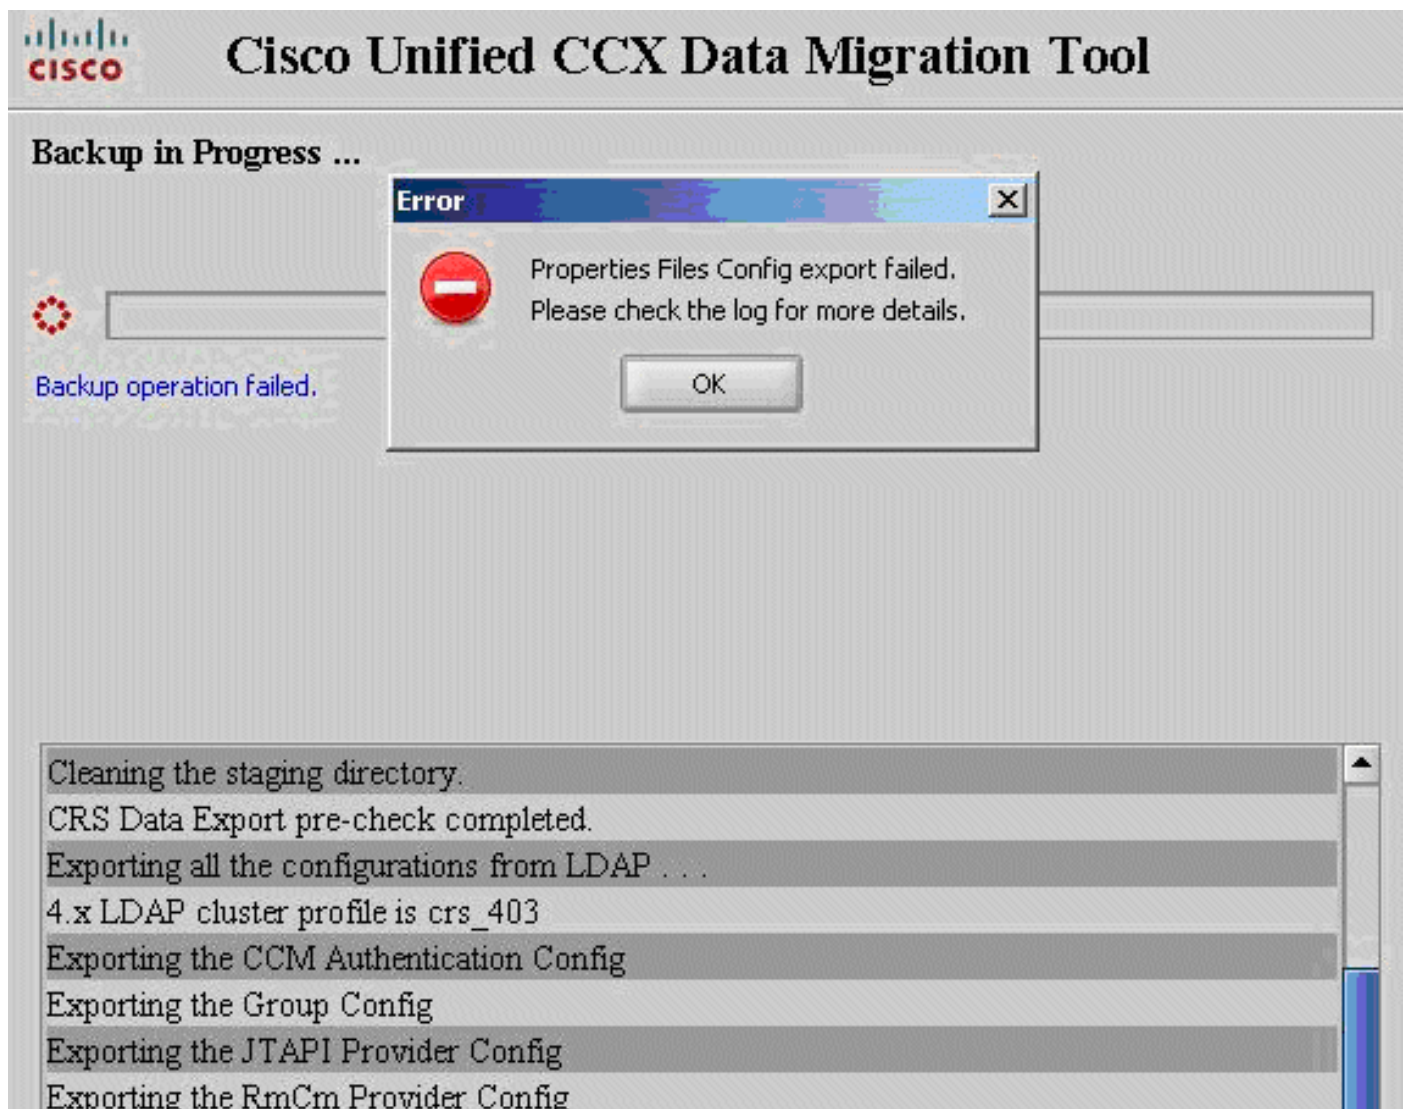 CISCO
Cisco Unified CCX Data Migration Tool
Backup in Progress ...
Error
Properties Files Config export failed.
Please check the log for more details.
OK
Backup operation failed.
Cleaning the staging directory.
CRS Data Export pre-check completed.
Exporting all the configurations from LDAP . . .
4.x LDAP cluster profile is crs_403
Exporting the CCM Authentication Config
Exporting the Group Config
Exporting the JTAPI Provider Config
Exporting the RmCm Provider Config